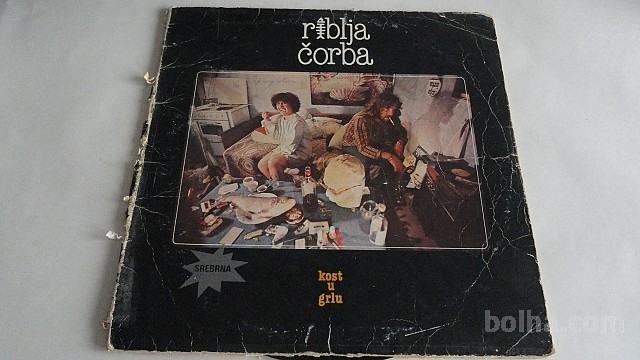 riblja
čorba
SREBRNA
kost
u
grlu
bolha.com